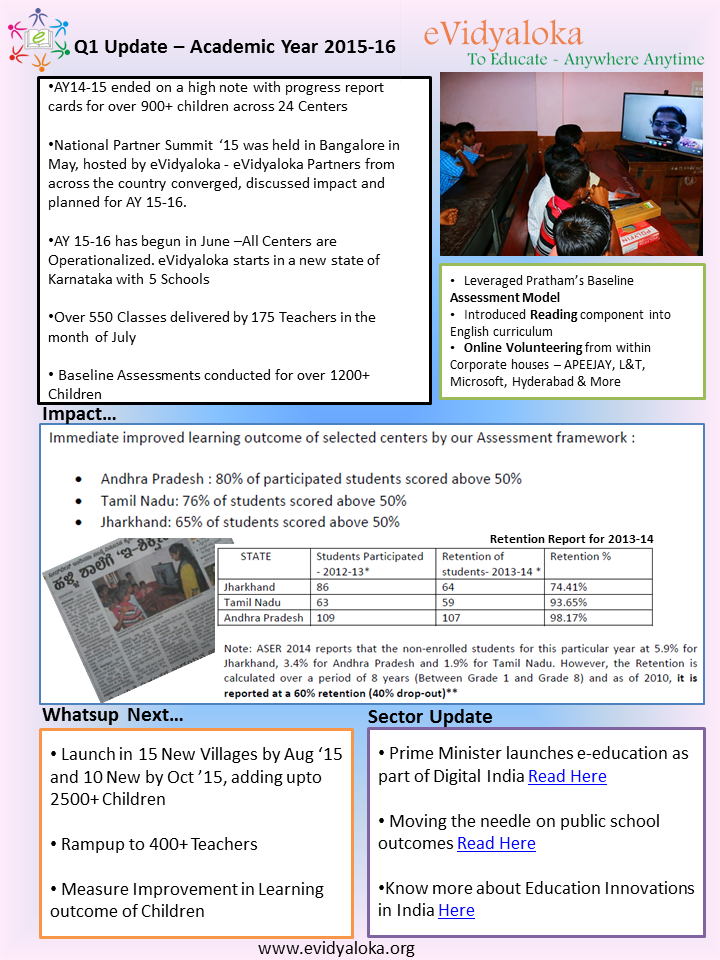 Q1 Update – Academic Year 2015-16
eVidyaloka
To Educate - Anywhere Anytime
•AY14-15 ended on a high note with progress report
cards for over 900+ children across 24 Centers
•National Partner Summit ‘15 was held in Bangalore in
May, hosted by eVidyaloka - eVidyaloka Partners from
across the country converged, discussed impact and
planned for AY 15-16.
•AY 15-16 has begun in June –All Centers are
Operationalized. eVidyaloka starts in a new state of
Karnataka with 5 Schools
•Over 550 Classes delivered by 175 Teachers in the
month of July
• Baseline Assessments conducted for over 1200+
Children
• Leveraged Pratham’s Baseline
Assessment Model
• Introduced Reading component into
English curriculum
• Online Volunteering from within
Corporate houses – APEEJAY, L&T,
Microsoft, Hyderabad & More
Impact...
Immediate improved learning outcome of selected centers by our Assessment framework :
• Andhra Pradesh : 80% of participated students scored above 50%
• Tamil Nadu: 76% of students scored above 50%
• Jharkhand: 65% of students scored above 50%
ಹಳ್ಳಿ ಶಾಲೆಗೆ
Retention Report for 2013-14
STATE Students Participated - 2012-13* Retention of students- 2013-14 * Retention %
Jharkhand 86 64 74.41%
Tamil Nadu 63 59 93.65%
Andhra Pradesh 109 107 98.17%
Note: ASER 2014 reports that the non-enrolled students for this particular year at 5.9% for
Jharkhand, 3.4% for Andhra Pradesh and 1.9% for Tamil Nadu. However, the Retention is
calculated over a period of 8 years (Between Grade 1 and Grade 8) and as of 2010, it is
reported at a 60% retention (40% drop-out)**
Whatsup Next...
• Launch in 15 New Villages by Aug ‘15
and 10 New by Oct ’15, adding upto
2500+ Children
• Rampup to 400+ Teachers
• Measure Improvement in Learning
outcome of Children
Sector Update
• Prime Minister launches e-education as
part of Digital India Read Here
• Moving the needle on public school
outcomes Read Here
•Know more about Education Innovations
in India Here
www.evidyaloka.org